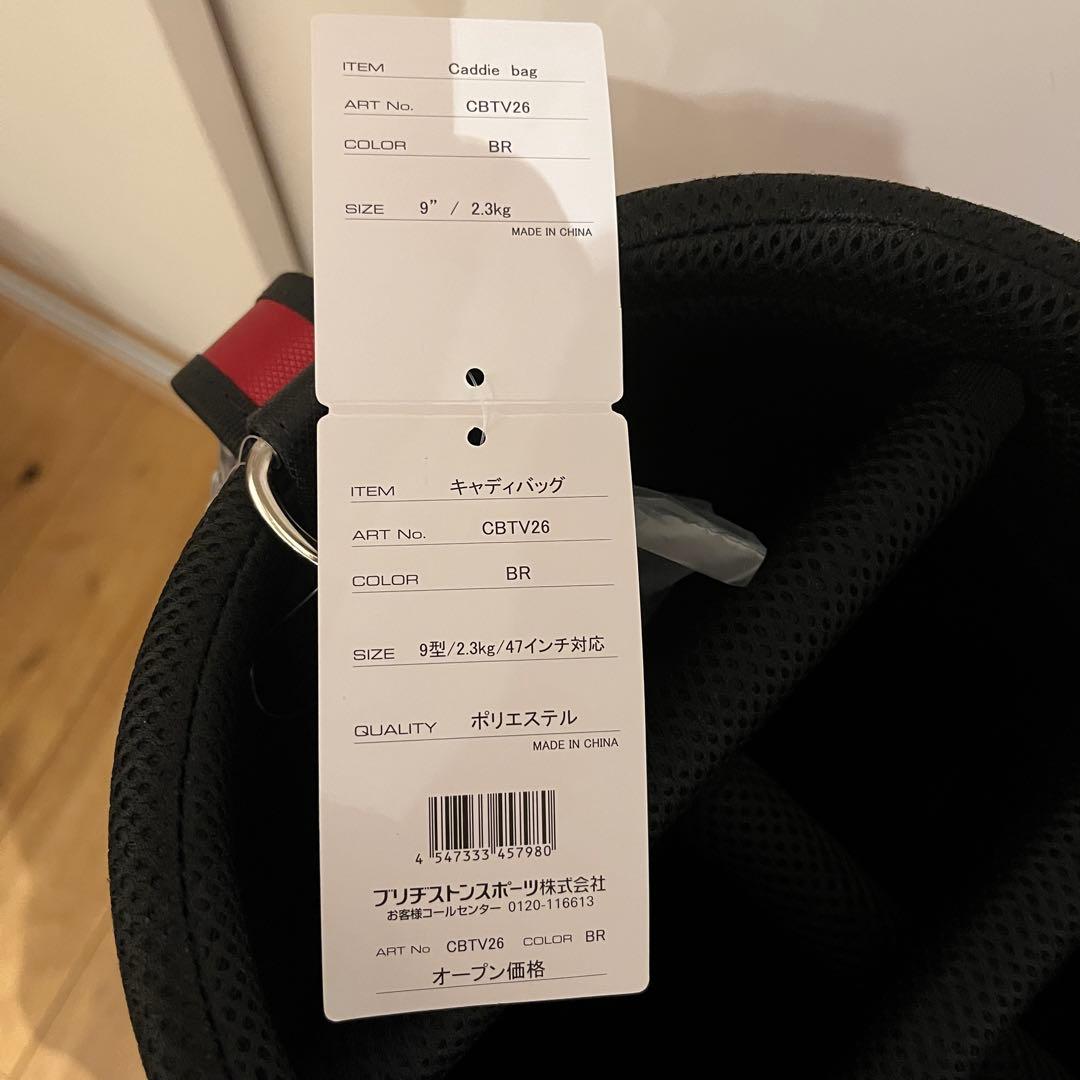 ITEM Caddie bag
ART No. CBTV26
COLOR BR
SIZE 9” / 2.3kg
MADE IN CHINA
ITEM キャディバッグ
ART No. CBTV26
COLOR BR
SIZE 9型/2.3kg/47インチ対応
QUALITY ポリエステル
MADE IN CHINA
4 547333 457980
ブリヂストンスポーツ株式会社
お客様コールセンター 0120-116613
ART No CBTV26 COLOR BR
オープン価格